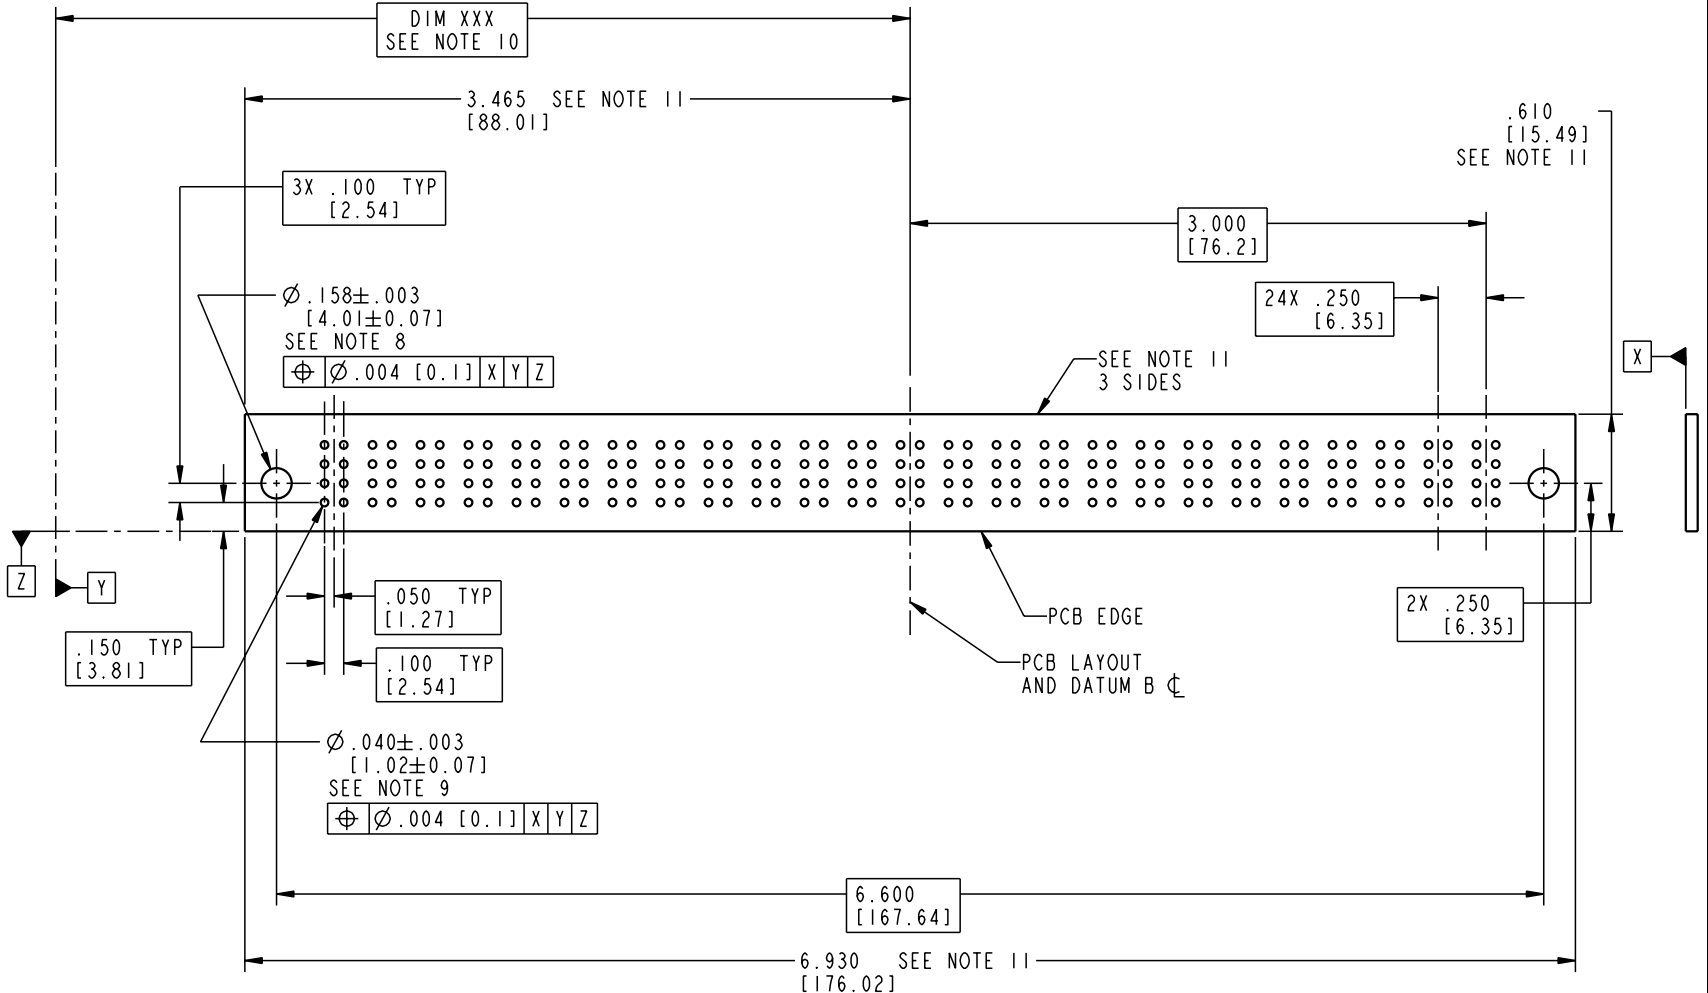 DIM XXX
SEE NOTE 10
3.465 SEE NOTE 11
[88.01]
.610
[15.49]
SEE NOTE 11
3X .100 TYP
[2.54]
3.000
[76.2]
Ø.158±.003
[4.01±0.07]
SEE NOTE 8
⌖ Ø.004 [0.1] X Y Z
24X .250
[6.35]
SEE NOTE 11
3 SIDES
X
Z
Y
.050 TYP
[1.27]
2X .250
[6.35]
PCB EDGE
.150 TYP
[3.81]
.100 TYP
[2.54]
PCB LAYOUT
AND DATUM B ℄
Ø.040±.003
[1.02±0.07]
SEE NOTE 9
⌖ Ø.004 [0.1] X Y Z
6.600
[167.64]
6.930 SEE NOTE 11
[176.02]